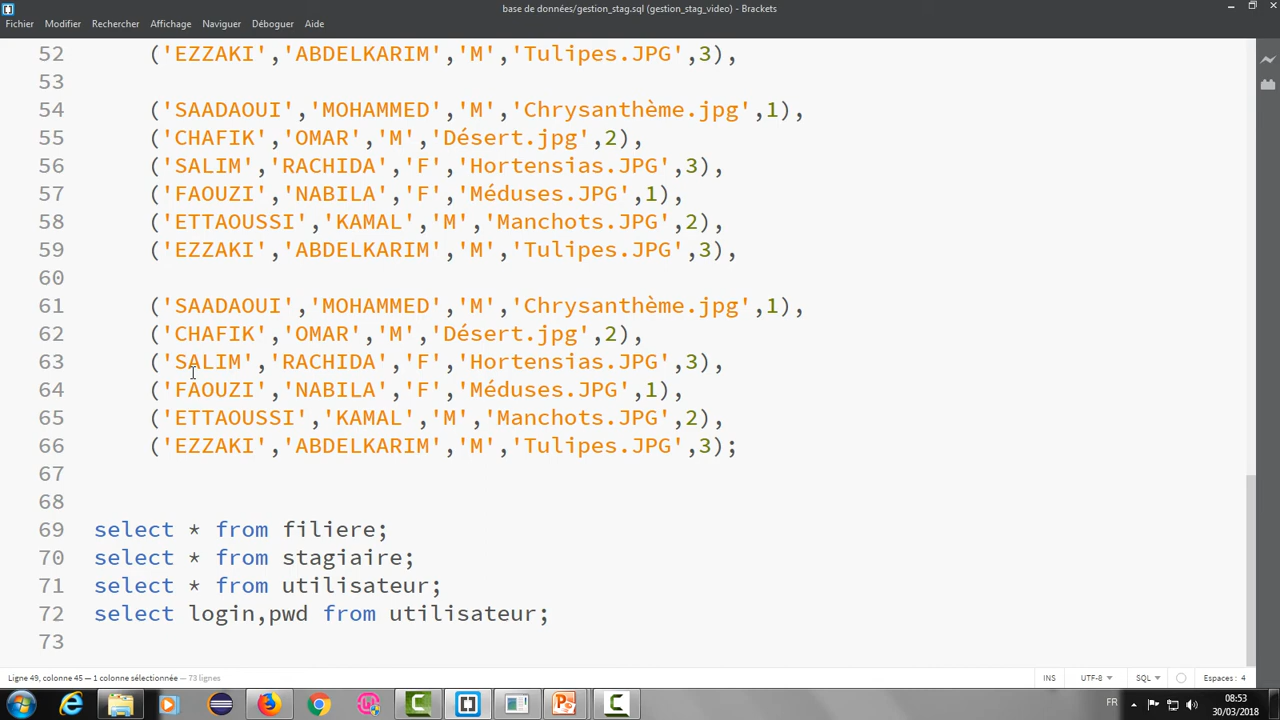 base de données/gestion_stag.sql (gestion_stag_video) - Brackets
Fichier Modifier Rechercher Affichage Naviguer Déboguer Aide
52 ('EZZAKI','ABDELKARIM','M','Tulipes.JPG',3),
53
54 ('SAADAOUI','MOHAMMED','M','Chrysanthème.jpg',1),
55 ('CHAFIK','OMAR','M','Désert.jpg',2),
56 ('SALIM','RACHIDA','F','Hortensias.JPG',3),
57 ('FAOUZI','NABILA','F','Méduses.JPG',1),
58 ('ETTAOUSSI','KAMAL','M','Manchots.JPG',2),
59 ('EZZAKI','ABDELKARIM','M','Tulipes.JPG',3),
60
61 ('SAADAOUI','MOHAMMED','M','Chrysanthème.jpg',1),
62 ('CHAFIK','OMAR','M','Désert.jpg',2),
63 ('SALIM','RACHIDA','F','Hortensias.JPG',3),
64 ('FAOUZI','NABILA','F','Méduses.JPG',1),
65 ('ETTAOUSSI','KAMAL','M','Manchots.JPG',2),
66 ('EZZAKI','ABDELKARIM','M','Tulipes.JPG',3);
67
68
69 select * from filiere;
70 select * from stagiaire;
71 select * from utilisateur;
72 select login,pwd from utilisateur;
73
Ligne 49, colonne 45 — 1 colonne sélectionnée — 73 lignes INS UTF-8 SQL Espaces : 4
FR 08:53
30/03/2018